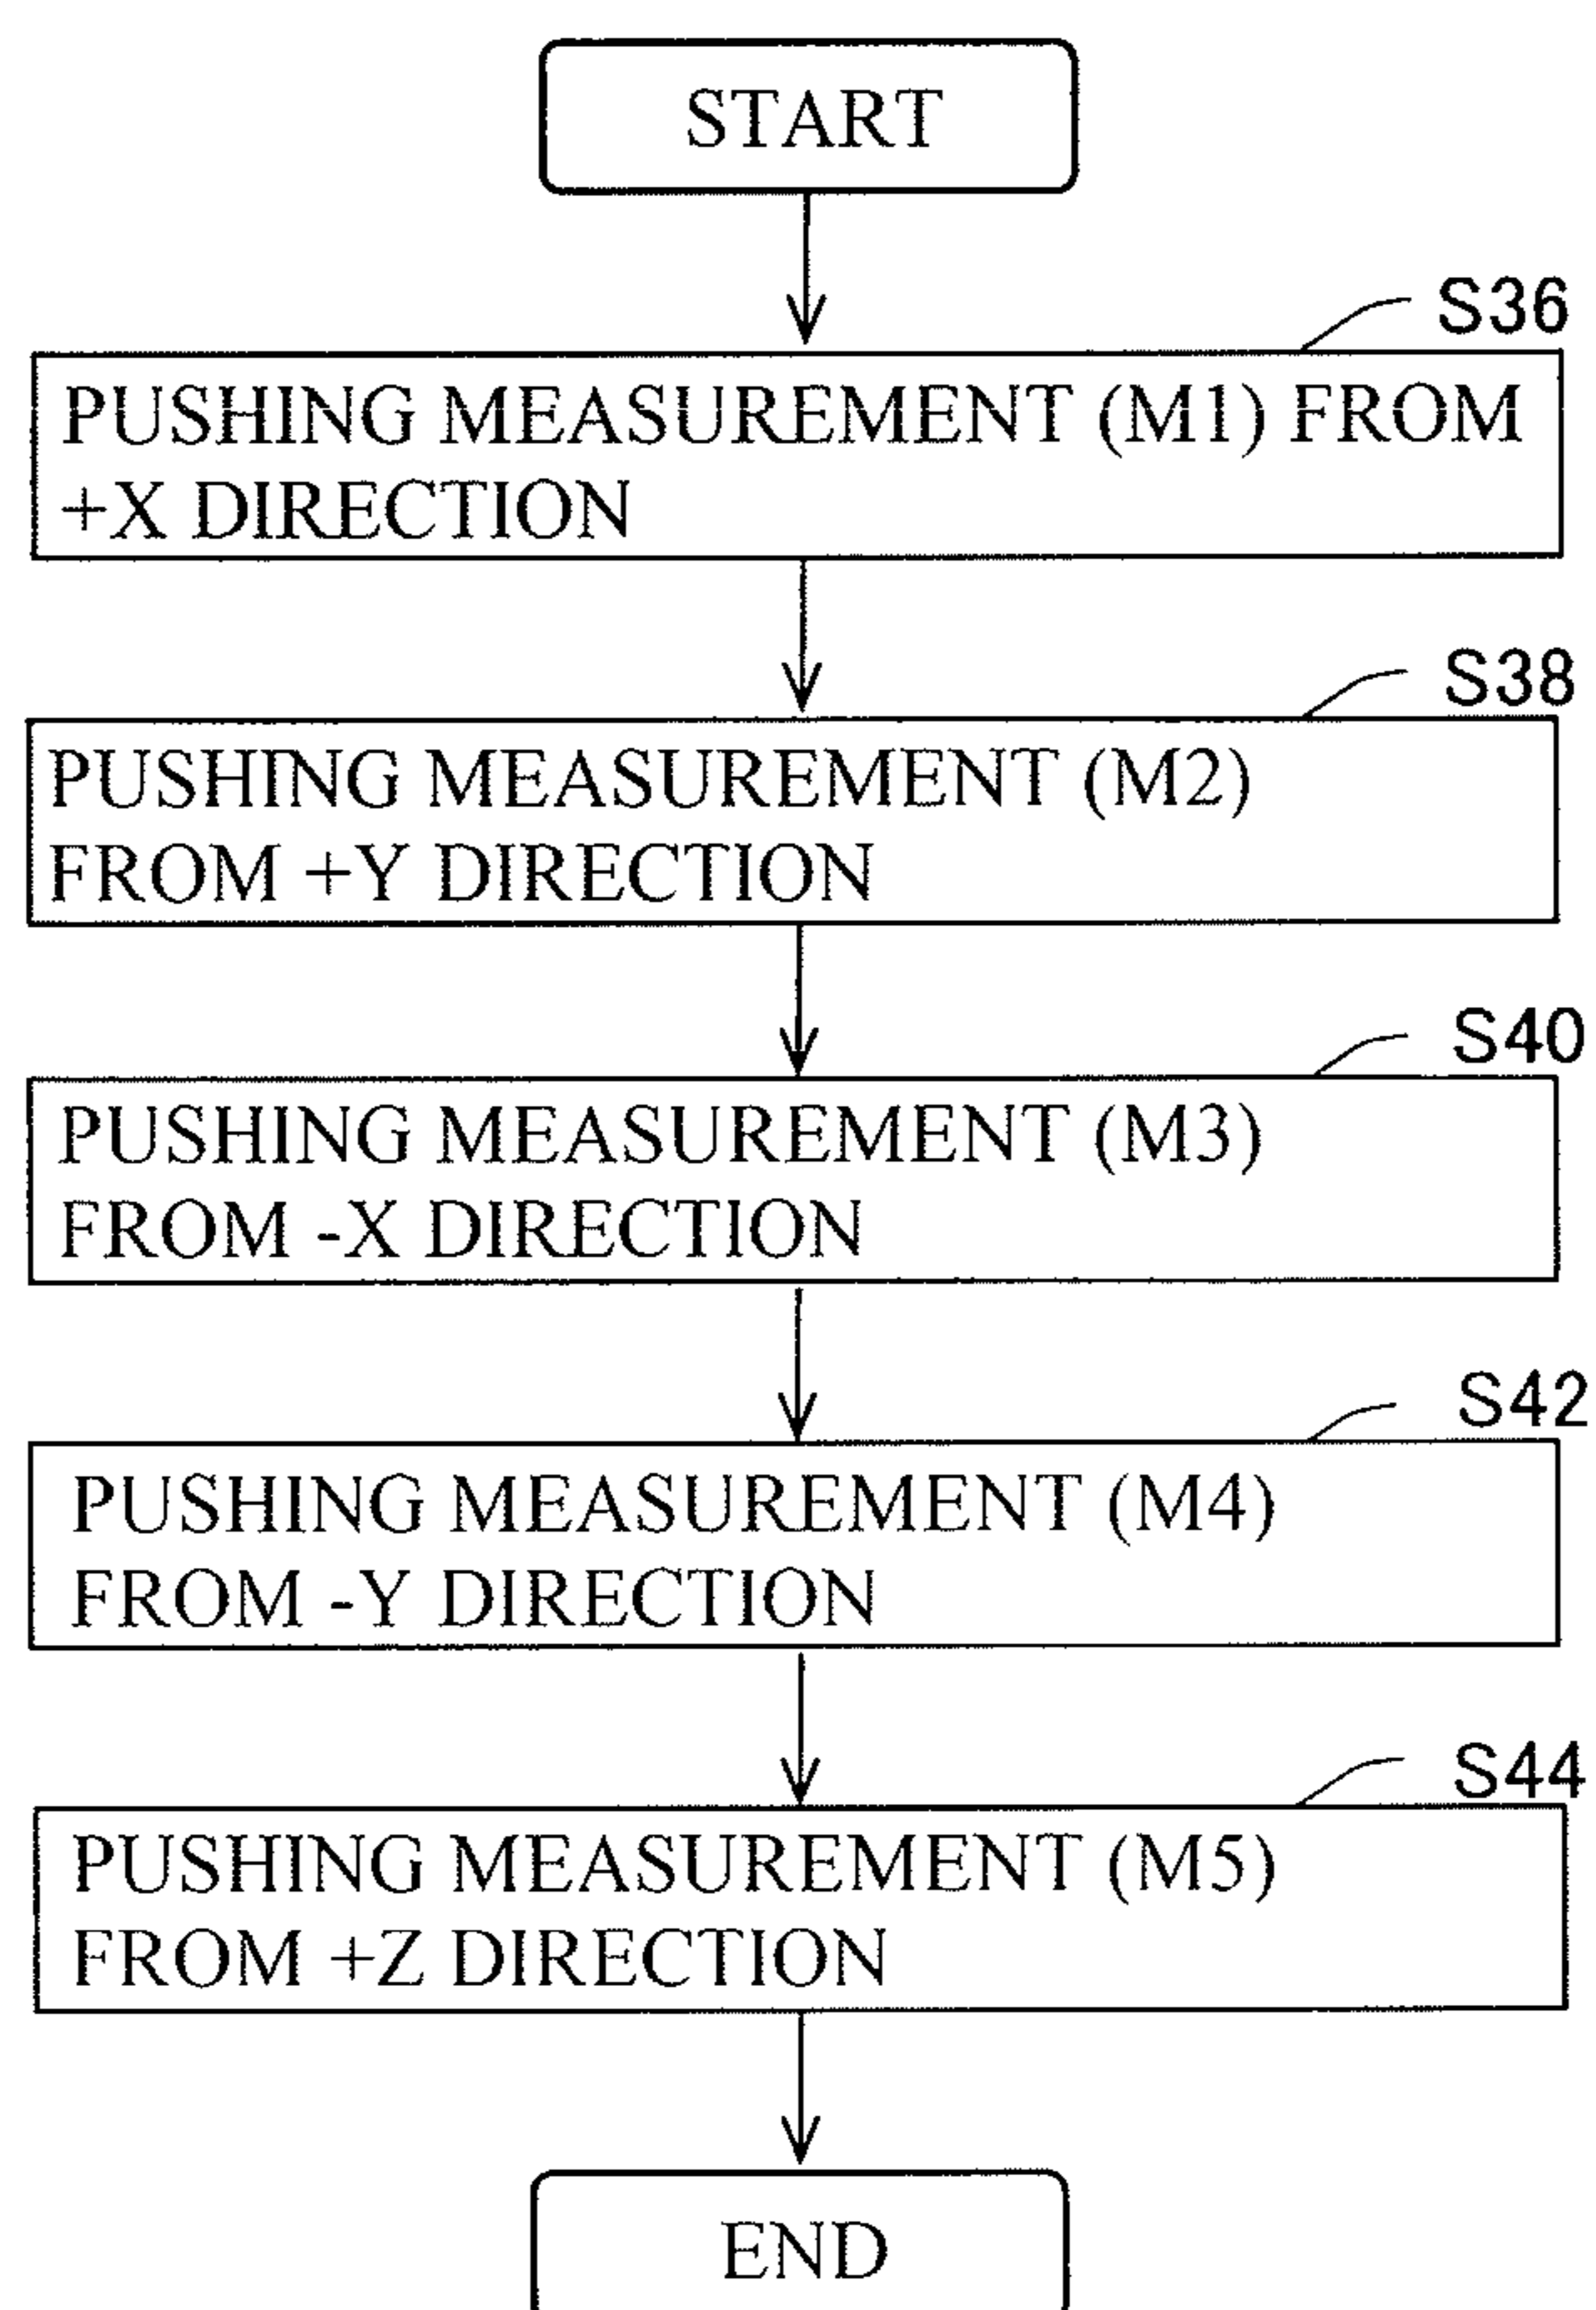 START
S36
PUSHING MEASUREMENT (M1) FROM
+X DIRECTION
S38
PUSHING MEASUREMENT (M2)
FROM +Y DIRECTION
S40
PUSHING MEASUREMENT (M3)
FROM -X DIRECTION
S42
PUSHING MEASUREMENT (M4)
FROM -Y DIRECTION
S44
PUSHING MEASUREMENT (M5)
FROM +Z DIRECTION
END